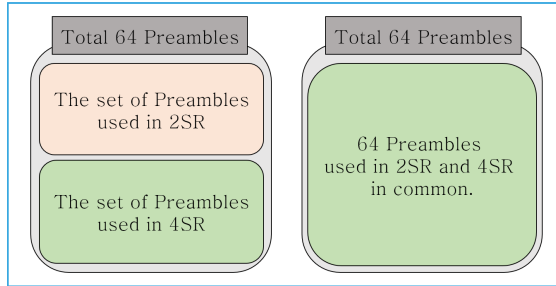 Total 64 Preambles
The set of Preambles
used in 2SR
The set of Preambles
used in 4SR
Total 64 Preambles
64 Preambles
used in 2SR and 4SR
in common.